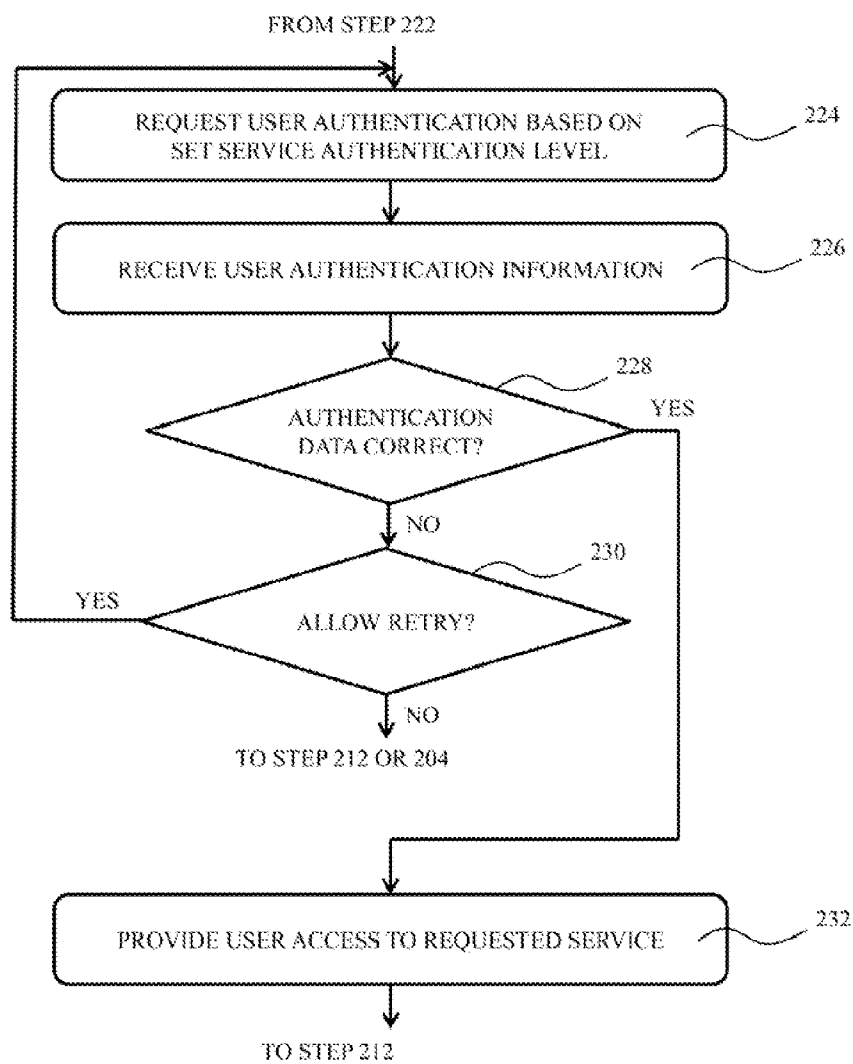 FROM STEP 222
REQUEST USER AUTHENTICATION BASED ON
SET SERVICE AUTHENTICATION LEVEL
224
RECEIVE USER AUTHENTICATION INFORMATION
226
228
AUTHENTICATION
DATA CORRECT?
YES
NO
230
YES
ALLOW RETRY?
NO
TO STEP 212 OR 204
PROVIDE USER ACCESS TO REQUESTED SERVICE
232
TO STEP 212